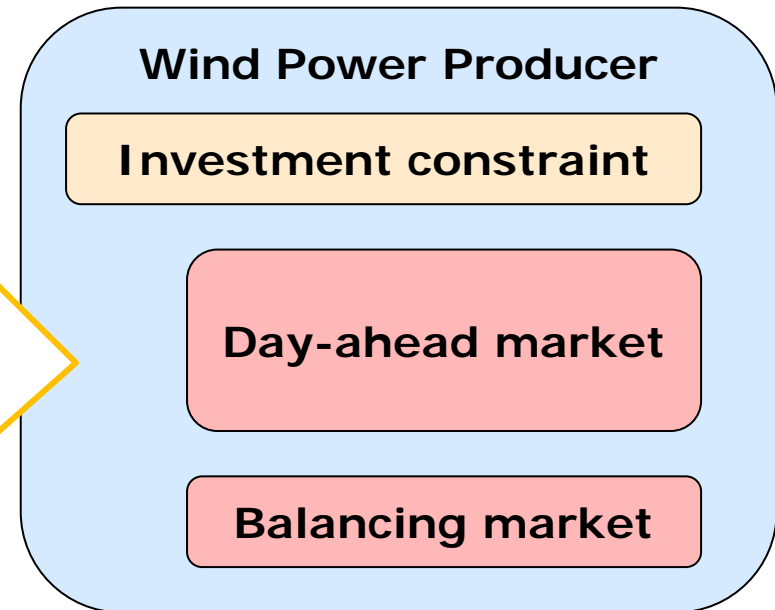 Wind Power Producer
Investment constraint
Day-ahead market
Balancing market